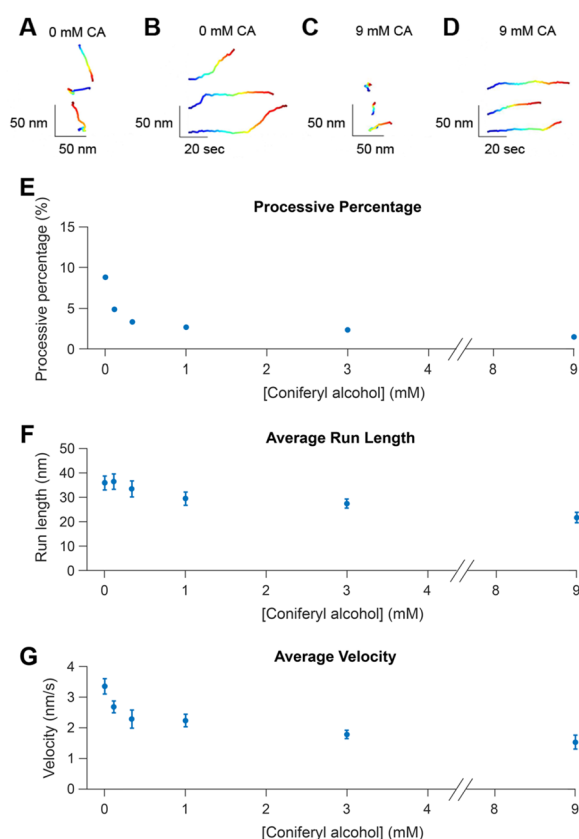 A
0 mM CA
50 nm
50 nm
B
0 mM CA
50 nm
20 sec
C
9 mM CA
50 nm
50 nm
D
9 mM CA
50 nm
20 sec
E
Processive Percentage
Processive percentage (%)
15
10
5
0
0 1 2 3 4 8 9
[Coniferyl alcohol] (mM)
F
Average Run Length
Run length (nm)
50
40
30
20
10
0
0 1 2 3 4 8 9
[Coniferyl alcohol] (mM)
G
Average Velocity
Velocity (nm/s)
4
3
2
1
0
0 1 2 3 4 8 9
[Coniferyl alcohol] (mM)